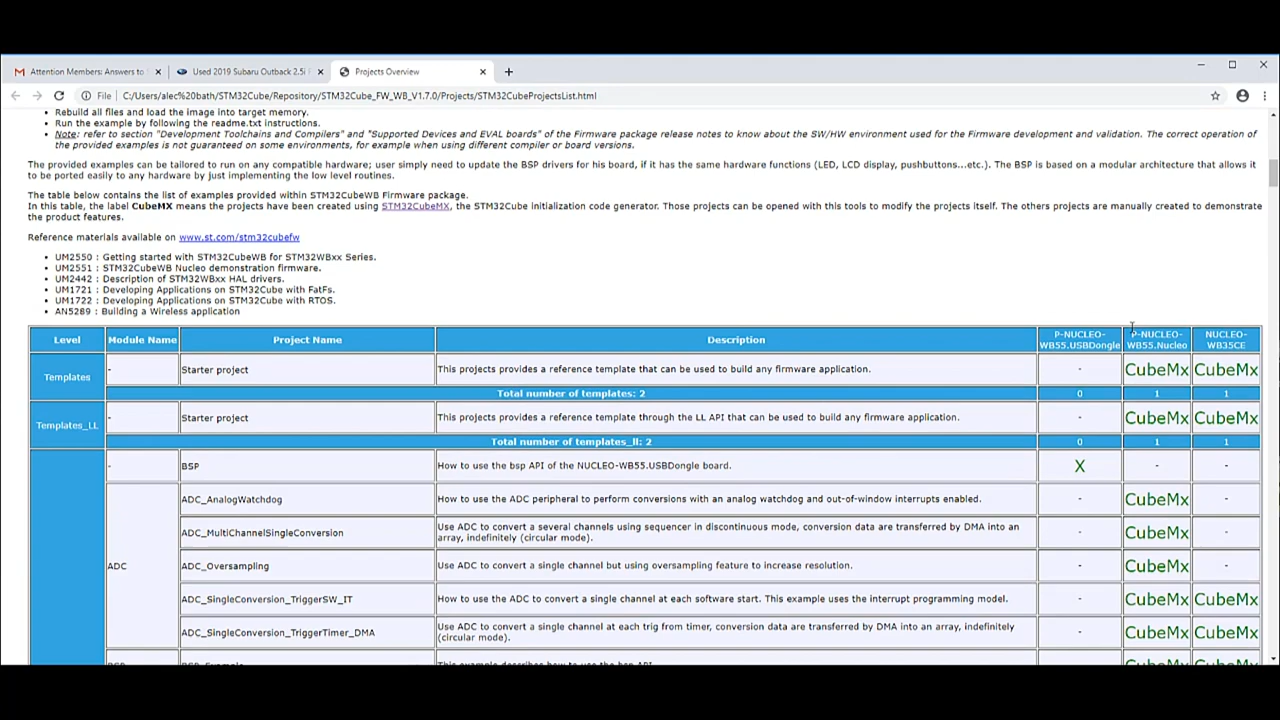 Attention Members: Answers to
Used 2019 Subaru Outback 2.5i
Projects Overview
File
C:/Users/alec%20bath/STM32Cube/Repository/STM32Cube_FW_WB_V1.7.0/Projects/STM32CubeProjectsList.html
• Rebuild all files and load the image into target memory.
• Run the example by following the readme.txt instructions.
• Note: refer to section "Development Toolchains and Compilers" and "Supported Devices and EVAL boards" of the Firmware package release notes to know about the SW/HW environment used for the Firmware development and validation. The correct operation
of the provided examples is not guaranteed on some environments, for example when using different compiler or board versions.
The provided examples can be tailored to run on any compatible hardware; user simply need to update the BSP drivers for his board, if it has the same hardware functions (LED, LCD display, pushbuttons...etc.). The BSP is based on a modular architecture that allows it
to be ported easily to any hardware by just implementing the low level routines.
The table below contains the list of examples provided within STM32CubeWB Firmware package.
In this table, the label CubeMX means the projects have been created using STM32CubeMX, the STM32Cube initialization code generator. Those projects can be opened with this tools to modify the projects itself. The others projects are manually created to demonstrate
the product features.
Reference materials available on www.st.com/stm32cubefw
• UM2550 : Getting started with STM32CubeWB for STM32WBxx Series.
• UM2551 : STM32CubeWB Nucleo demonstration firmware.
• UM2442 : Description of STM32WBxx HAL drivers.
• UM1721 : Developing Applications on STM32Cube with FatFs.
• UM1722 : Developing Applications on STM32Cube with RTOS.
• AN5289 : Building a Wireless application
Level Module Name Project Name Description P-NUCLEO-WB55.USBDongle P-NUCLEO-WB55.Nucleo NUCLEO-WB35CE
Templates - Starter project This projects provides a reference template that can be used to build any firmware application. - CubeMx CubeMx
Total number of templates: 2 0 1 1
Templates_LL - Starter project This projects provides a reference template through the LL API that can be used to build any firmware application. - CubeMx CubeMx
Total number of templates_ll: 2 0 1 1
- BSP How to use the bsp API of the NUCLEO-WB55.USBDongle board. X - -
ADC ADC_AnalogWatchdog How to use the ADC peripheral to perform conversions with an analog watchdog and out-of-window interrupts enabled. - CubeMx -
ADC_MultiChannelSingleConversion Use ADC to convert a several channels using sequencer in discontinuous mode, conversion data are transferred by DMA into an
array, indefinitely (circular mode). - CubeMx -
ADC_Oversampling Use ADC to convert a single channel but using oversampling feature to increase resolution. - CubeMx -
ADC_SingleConversion_TriggerSW_IT How to use the ADC to convert a single channel at each software start. This example uses the interrupt programming model. - CubeMx CubeMx
ADC_SingleConversion_TriggerTimer_DMA Use ADC to convert a single channel at each trig from timer, conversion data are transferred by DMA into an array, indefinitely
(circular mode). - CubeMx CubeMx
BSP BSP_Example This example describes how to use the bsp API. CubeMx CubeMx